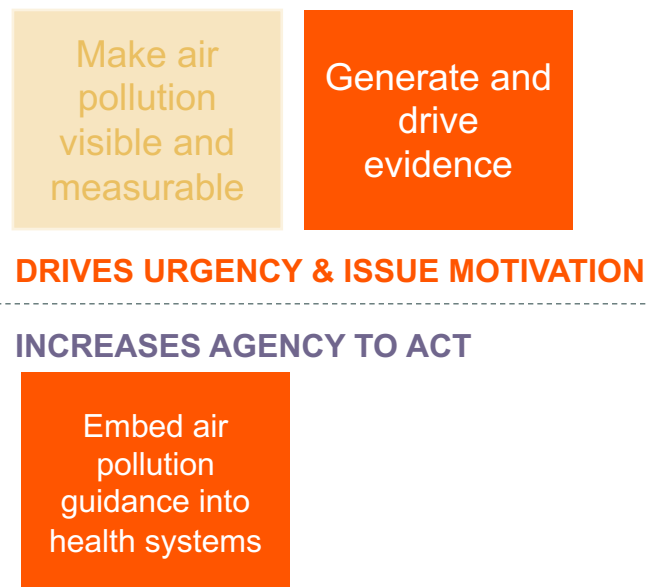 Make air
pollution
visible and
measurable
Generate and
drive
evidence
DRIVES URGENCY & ISSUE MOTIVATION
INCREASES AGENCY TO ACT
Embed air
pollution
guidance into
health systems